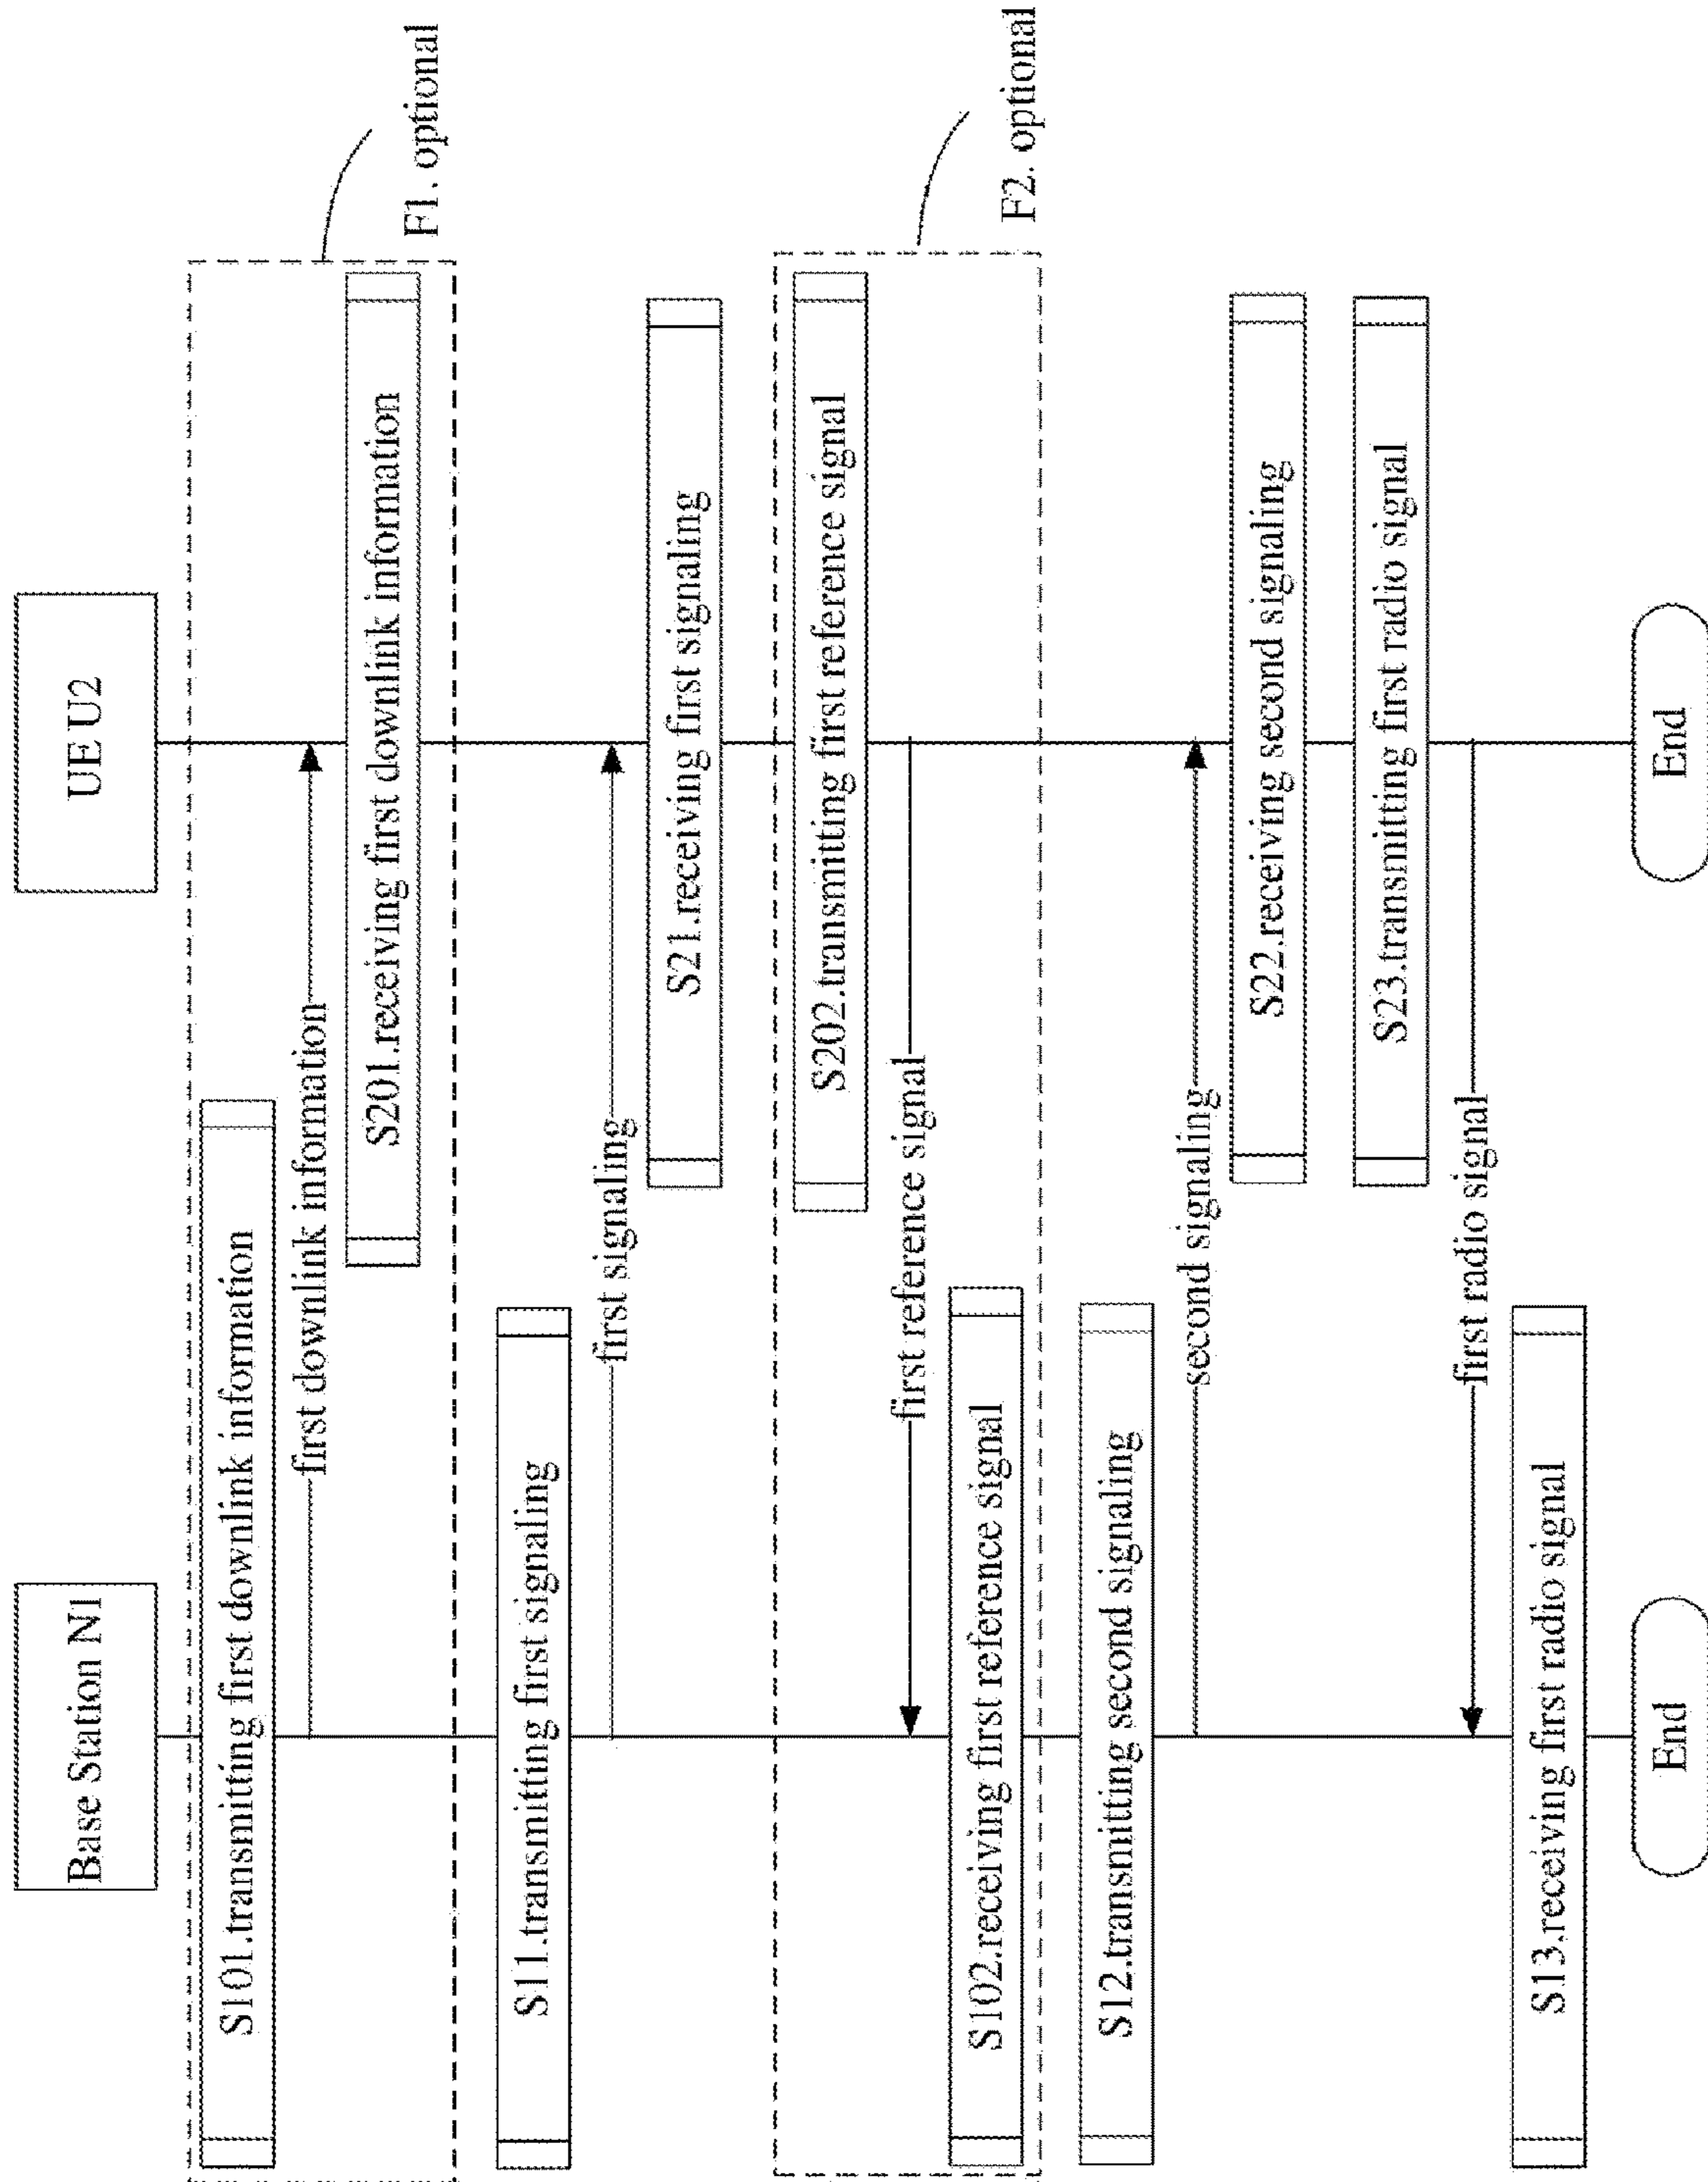 Base Station N1
UE U2
S101.transmitting first downlink information
first downlink information
S201.receiving first downlink information
F1. optional
S11.transmitting first signaling
first signaling
S21.receiving first signaling
S202.transmitting first reference signal
first reference signal
S102.receiving first reference signal
F2. optional
S12.transmitting second signaling
second signaling
S22.receiving second signaling
S23.transmitting first radio signal
first radio signal
S13.receiving first radio signal
End
End